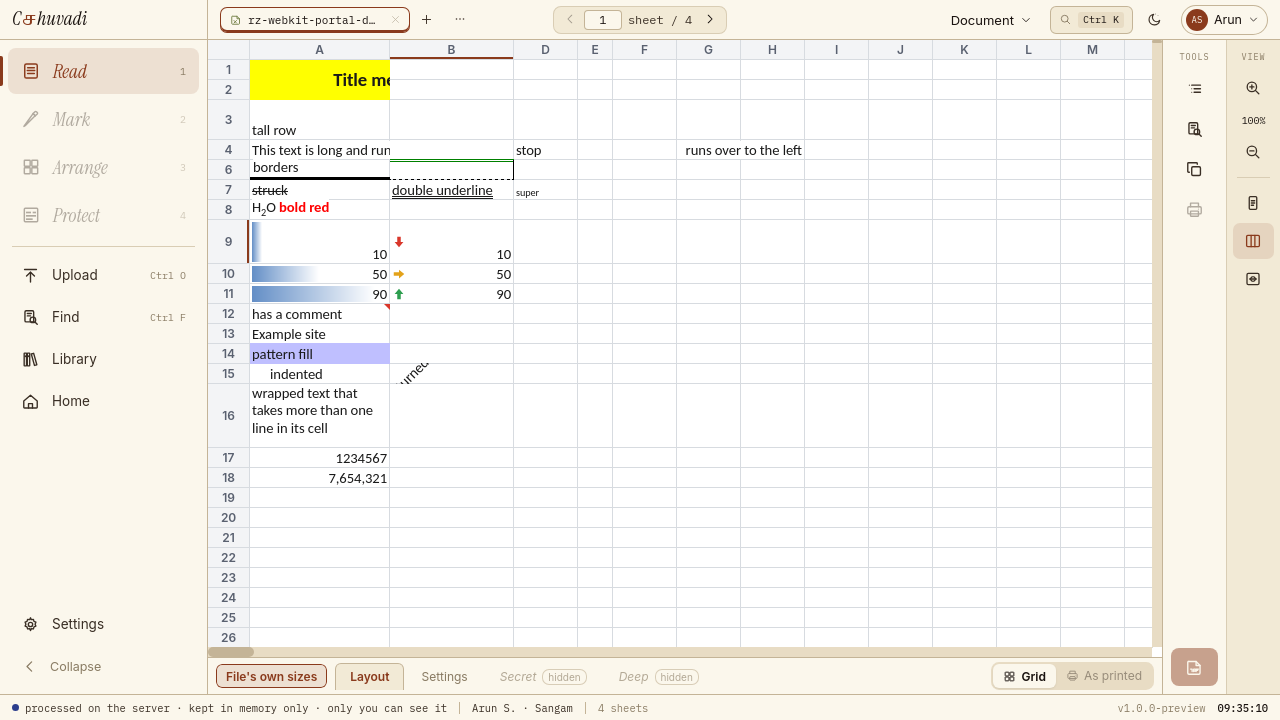 Cஃhuvadi
rz-webkit-portal-d…
1 sheet / 4
Document
Ctrl K
AS Arun
Read 1
Mark 2
Arrange 3
Protect 4
Upload Ctrl O
Find Ctrl F
Library
Home
Settings
Collapse
A B D E F G H I J K L M
1 Title me
2
3 tall row
4 This text is long and run stop runs over to the left
6 borders
7 struck double underline super
8 H₂O bold red
9 10 10
10 50 50
11 90 90
12 has a comment
13 Example site
14 pattern fill
15 indented urned
16 wrapped text that
takes more than one
line in its cell
17 1234567
18 7,654,321
19
20
21
22
23
24
25
26
TOOLS
VIEW
100%
File's own sizes Layout Settings Secret hidden Deep hidden Grid As printed
processed on the server · kept in memory only · only you can see it Arun S. · Sangam 4 sheets v1.0.0-preview 09:35:10